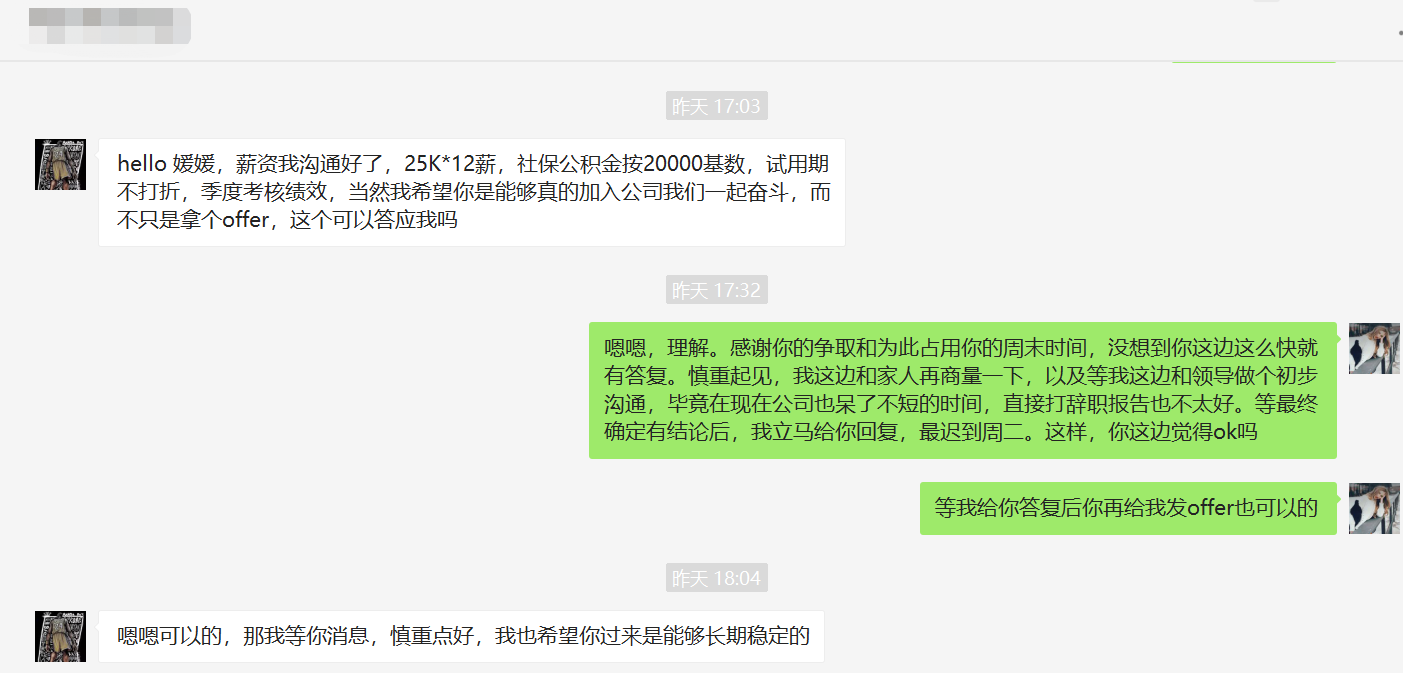 昨天 17:03
hello 媛媛，薪资我沟通好了，25K*12薪，社保公积金按20000基数，试用期
不打折，季度考核绩效，当然我希望你是能够真的加入公司我们一起奋斗，而
不只是拿个offer，这个可以答应我吗
昨天 17:32
嗯嗯，理解。感谢你的争取和为此占用你的周末时间，没想到你这边这么快就
有答复。慎重起见，我这边和家人再商量一下，以及等我这边和领导做个初步
沟通，毕竟在现在公司也呆了不短的时间，直接打辞职报告也不太好。等最终
确定有结论后，我立马给你回复，最迟到周二。这样，你这边觉得ok吗
等我给你答复后你再给我发offer也可以的
昨天 18:04
嗯嗯可以的，那我等你消息，慎重点好，我也希望你过来是能够长期稳定的